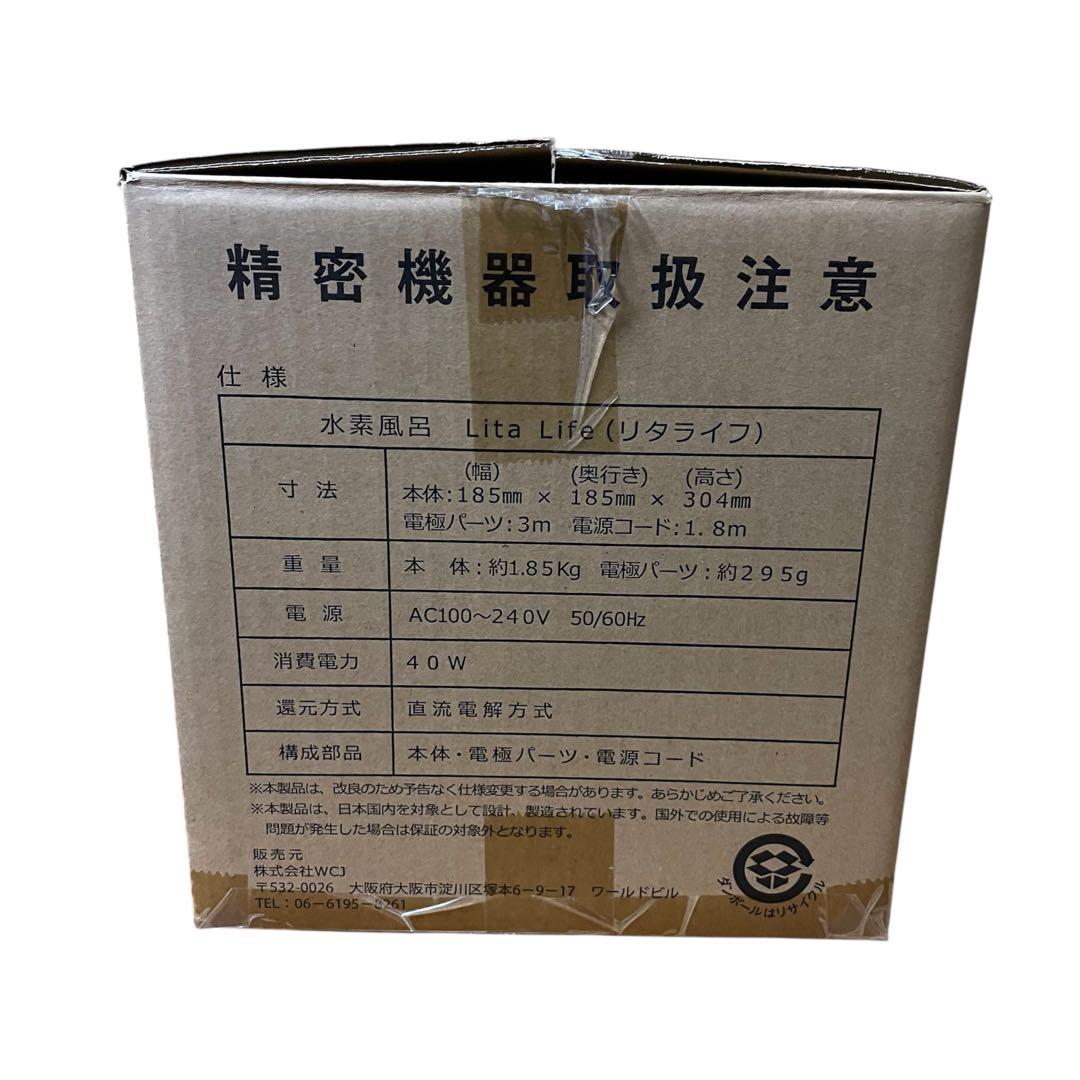 精密機器取扱注意
仕様
水素風呂 Lita Life(リタライフ)
寸法
(幅) (奥行き) (高さ)
本体:185mm × 185mm × 304mm
電極パーツ:3m 電源コード:1.8m
重量 本 体:約1.85Kg 電極パーツ:約295g
電源 AC100～240V 50/60Hz
消費電力 40W
還元方式 直流電解方式
構成部品 本体・電極パーツ・電源コード
※本製品は、改良のため予告なく仕様変更する場合があります。あらかじめご了承ください。
※本製品は、日本国内を対象として設計、製造されています。国外での使用による故障等
問題が発生した場合は保証の対象外となります。
販売元
株式会社WCJ
〒532-0026 大阪府大阪市淀川区塚本6-9-17 ワールドビル
TEL:06-6195-8261
ダンボールはリサイクル